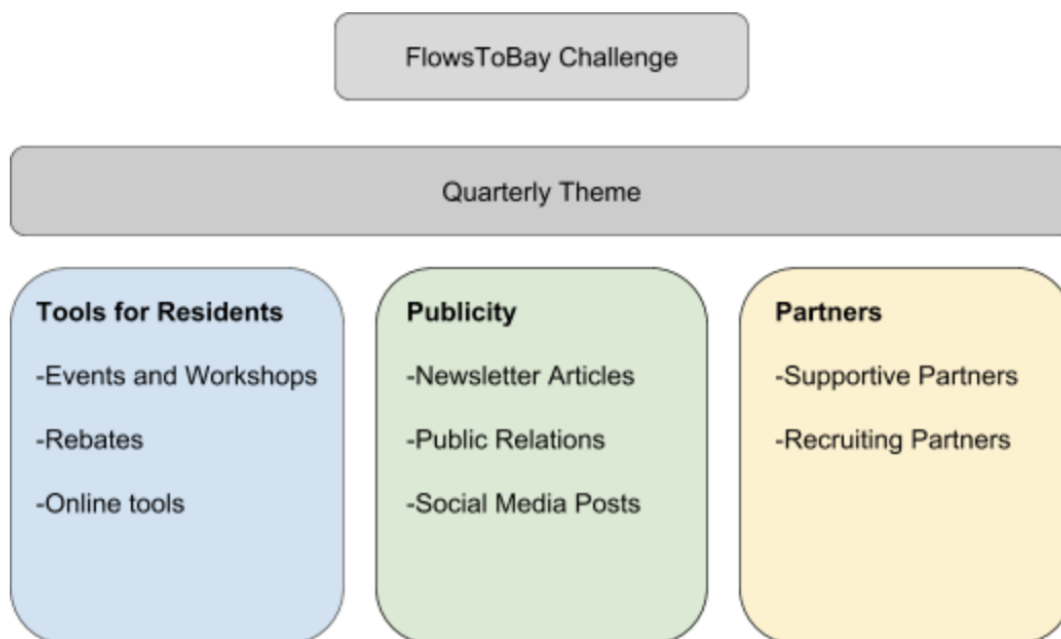 FlowsToBay Challenge
Quarterly Theme
Tools for Residents
-Events and Workshops
-Rebates
-Online tools
Publicity
-Newsletter Articles
-Public Relations
-Social Media Posts
Partners
-Supportive Partners
-Recruiting Partners